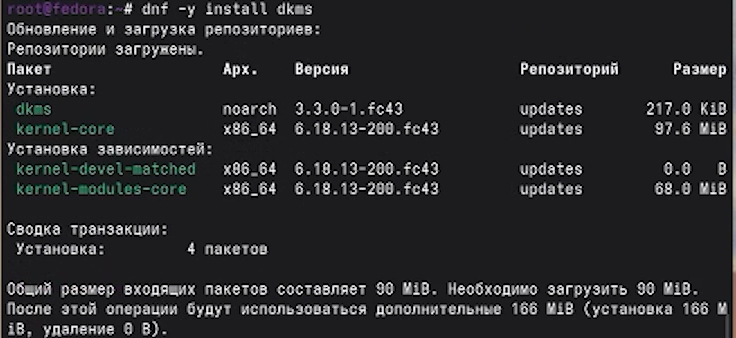 root@fedora:~# dnf -y install dkms
Обновление и загрузка репозиториев:
Репозитории загружены.
Пакет Арх. Версия Репозиторий Размер
Установка:
dkms noarch 3.3.0-1.fc43 updates 217.0 KiB
kernel-core x86_64 6.18.13-200.fc43 updates 97.6 MiB
Установка зависимостей:
kernel-devel-matched x86_64 6.18.13-200.fc43 updates 0.0 B
kernel-modules-core x86_64 6.18.13-200.fc43 updates 68.0 MiB
Сводка транзакции:
Установка: 4 пакетов
Общий размер входящих пакетов составляет 90 MiB. Необходимо загрузить 90 MiB.
После этой операции будут использоваться дополнительные 166 MiB (установка 166 M
iB, удаление 0 B).